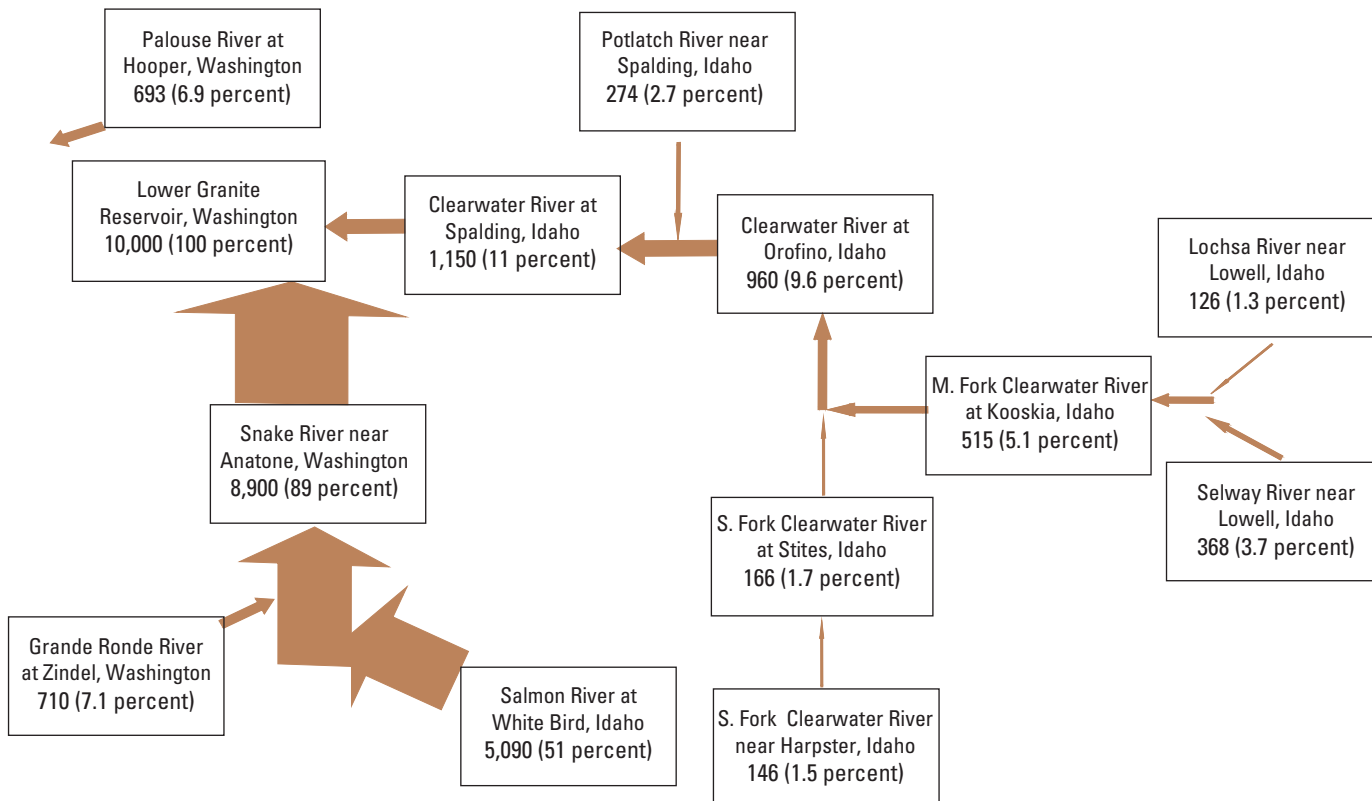 Palouse River at
Hooper, Washington
693 (6.9 percent)
Potlatch River near
Spalding, Idaho
274 (2.7 percent)
Lower Granite
Reservoir, Washington
10,000 (100 percent)
Clearwater River at
Spalding, Idaho
1,150 (11 percent)
Clearwater River at
Orofino, Idaho
960 (9.6 percent)
Lochsa River near
Lowell, Idaho
126 (1.3 percent)
M. Fork Clearwater River
at Kooskia, Idaho
515 (5.1 percent)
Snake River near
Anatone, Washington
8,900 (89 percent)
Selway River near
Lowell, Idaho
368 (3.7 percent)
S. Fork Clearwater River
at Stites, Idaho
166 (1.7 percent)
Grande Ronde River
at Zindel, Washington
710 (7.1 percent)
Salmon River at
White Bird, Idaho
5,090 (51 percent)
S. Fork Clearwater River
near Harpster, Idaho
146 (1.5 percent)